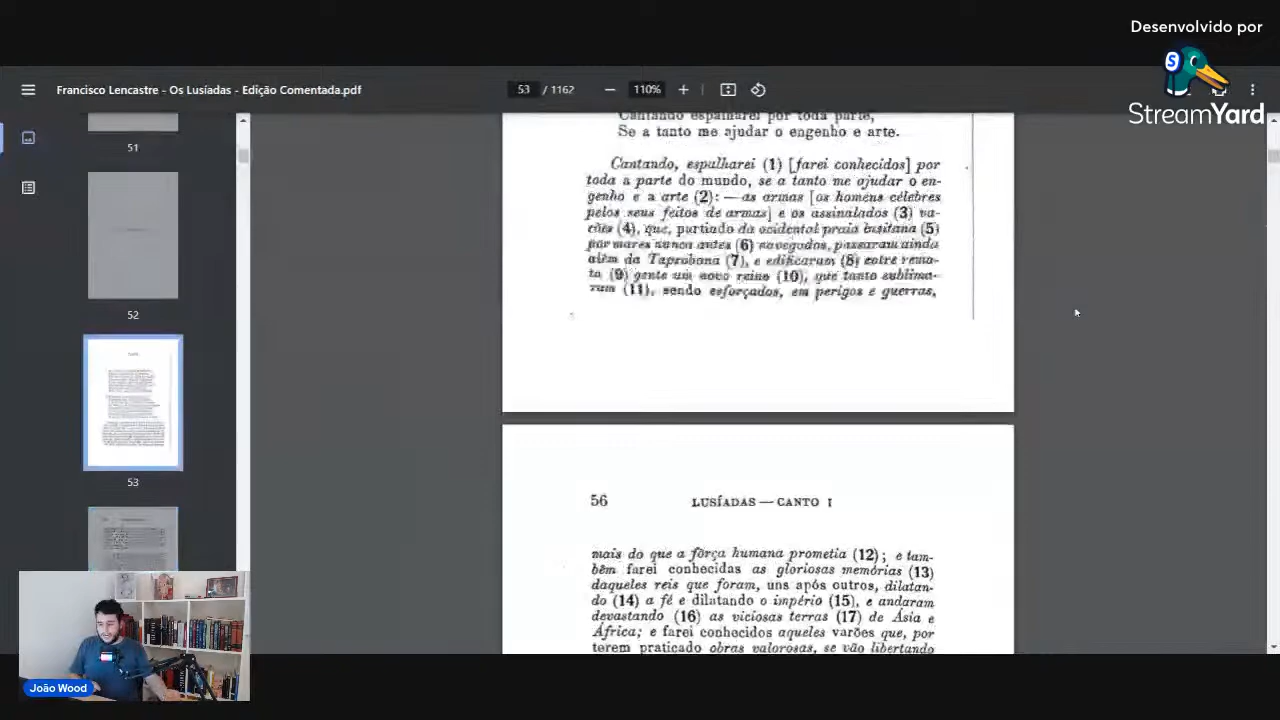 Desenvolvido por
StreamYard
Francisco Lencastre - Os Lusíadas - Edição Comentada.pdf
53 / 1162
110%
51
52
53
Cantando espalharei por toda parte,
Se a tanto me ajudar o engenho e arte.
Cantando, espalharei (1) [farei conhecidos] por
toda a parte do mundo, se a tanto me ajudar o en-
genho e a arte (2): — as armas [os homens célebres
pelos seus feitos de armas] e os assinalados (3) va-
rões (4), que, partindo da ocidental praia lusitana (5)
por mares nunca antes (6) navegados, passaram ainda
além da Taprobana (7), e edificaram (8) entre remo-
ta (9) gente um novo reino (10), que tanto sublima-
ram (11), sendo esforçados, em perigos e guerras,
56 LUSÍADAS — CANTO I
mais do que a fôrça humana prometia (12); e tam-
bêm farei conhecidas as gloriosas memórias (13)
daqueles reis que foram, uns após outros, dilatan-
do (14) a fé e dilatando o império (15), e andaram
devastando (16) as viciosas terras (17) de Ásia e
África; e farei conhecidos aqueles varões que, por
terem praticado obras valorosas, se vão libertando
João Wood